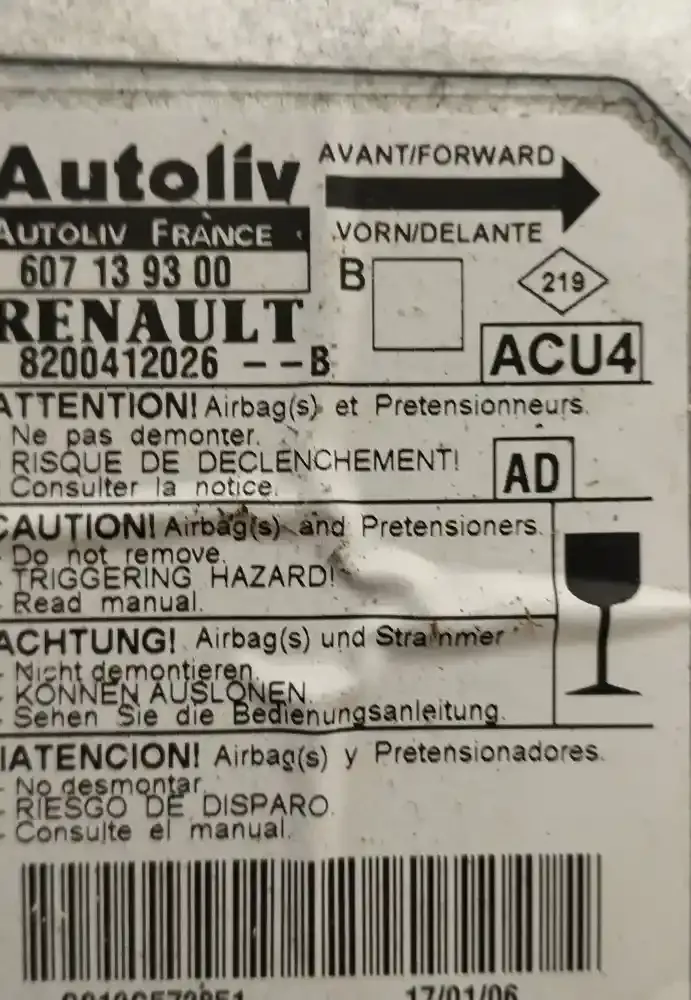 Autoliv
AVANT/FORWARD
AUTOLIV FRANCE
VORN/DELANTE
607 13 93 00
B
219
RENAULT
8200412026 --B
ACU4
ATTENTION! Airbag(s) et Pretensionneurs.
Ne pas demonter.
RISQUE DE DECLENCHEMENT!
Consulter la notice.
AD
CAUTION! Airbag(s) and Pretensioners.
- Do not remove.
- TRIGGERING HAZARD!
- Read manual.
ACHTUNG! Airbag(s) und Strammer
- Nicht demontieren.
- KONNEN AUSLONEN.
- Sehen Sie die Bedienungsanleitung.
!ATENCION! Airbag(s) y Pretensionadores.
- No desmontar.
- RIESGO DE DISPARO.
- Consulte el manual.
17/01/06